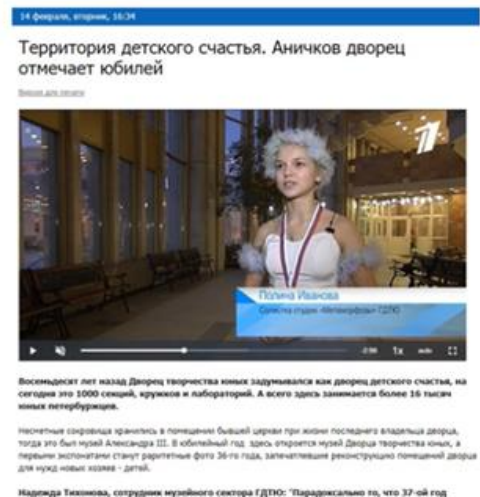 14 февраля, вторник, 16:34
Территория детского счастья. Аничков дворец
отмечает юбилей
Версия для печати
Полина Иванова
Солистка студии «Метаморфозы» ГДТЮ
-2:98 1x auto
Восемьдесят лет назад Дворец творчества юных задумывался как дворец детского счастья, на
сегодня это 1000 секций, кружков и лабораторий. А всего здесь занимается более 16 тысяч
юных петербуржцев.
Несметные сокровища хранились в помещении бывшей церкви при жизни последнего владельца дворца,
тогда это был музей Александра III. В юбилейный год здесь откроется музей Дворца творчества юных, а
первыми экспонатами станут раритетные фото 36-го года, запечатлевшие реконструкцию помещений дворца
для нужд новых хозяев - детей.
Надежда Тихонова, сотрудник музейного сектора ГДТЮ: "Парадоксально то, что 37-ой год